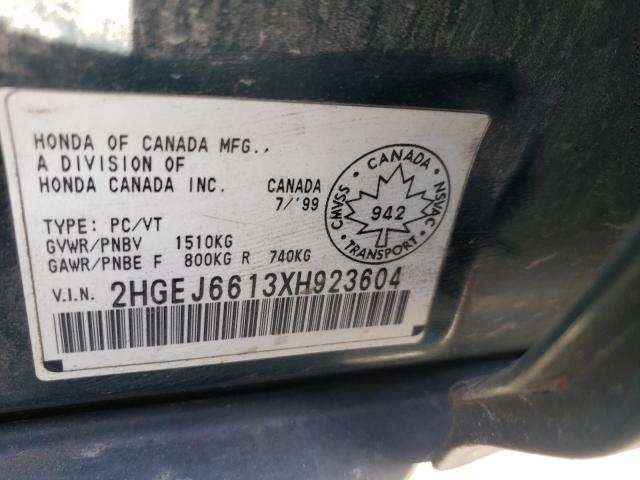 HONDA OF CANADA MFG.,
A DIVISION OF
HONDA CANADA INC.
CANADA
7/'99
TYPE: PC/VT
GVWR/PNBV 1510KG
GAWR/PNBE F 800KG R 740KG
V.I.N. 2HGEJ6613XH923604
CANADA
CMVSS
942
NSVAC
TRANSPORT